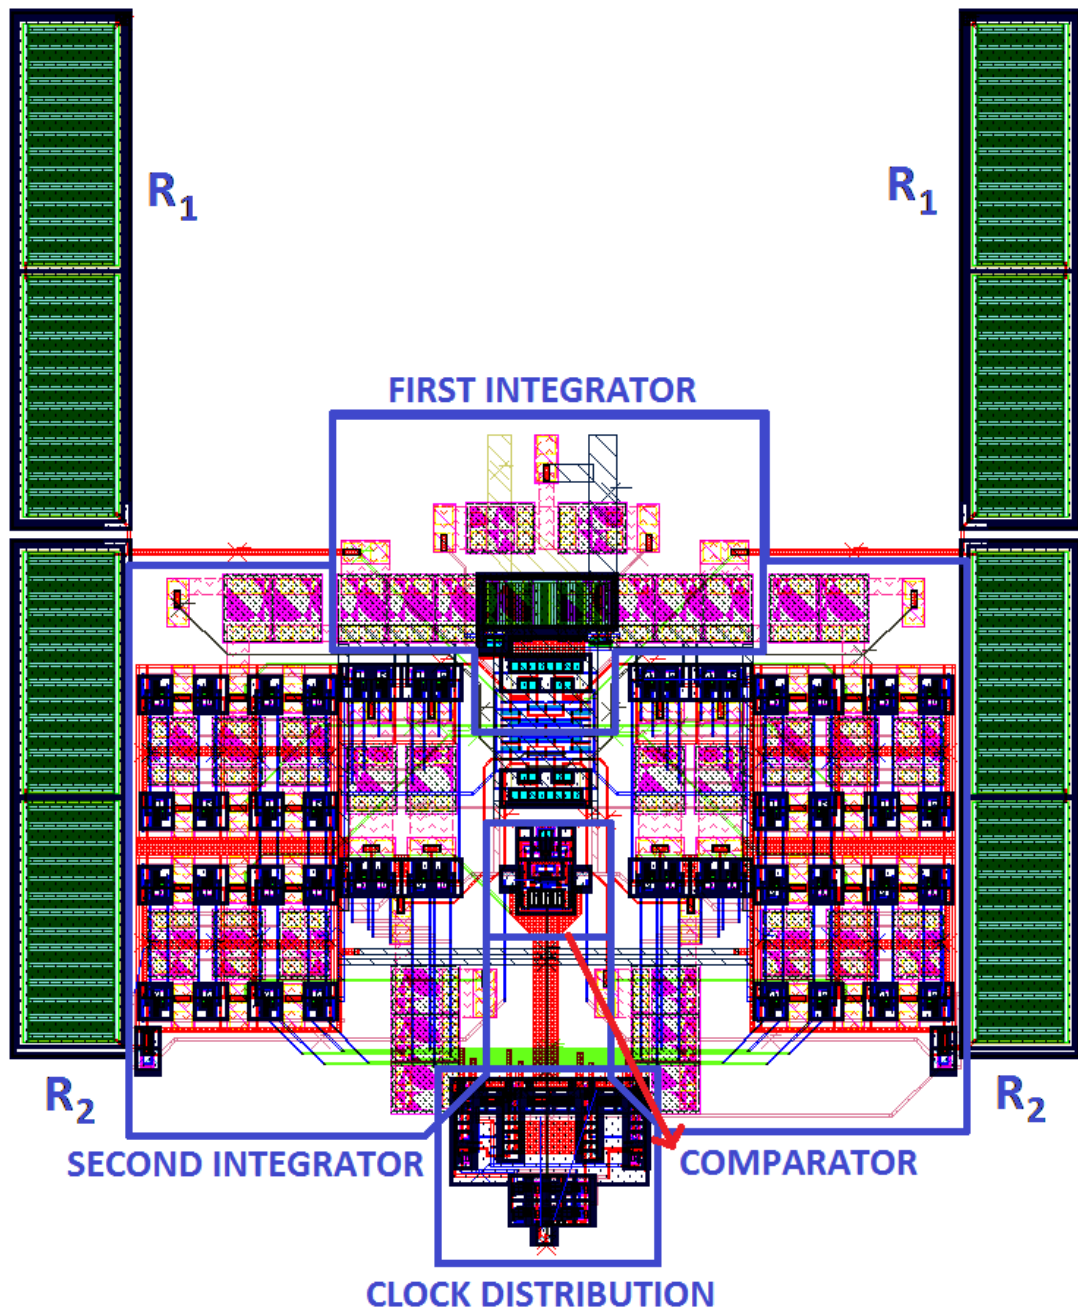 R1
R1
FIRST INTEGRATOR
R2
R2
SECOND INTEGRATOR
COMPARATOR
CLOCK DISTRIBUTION